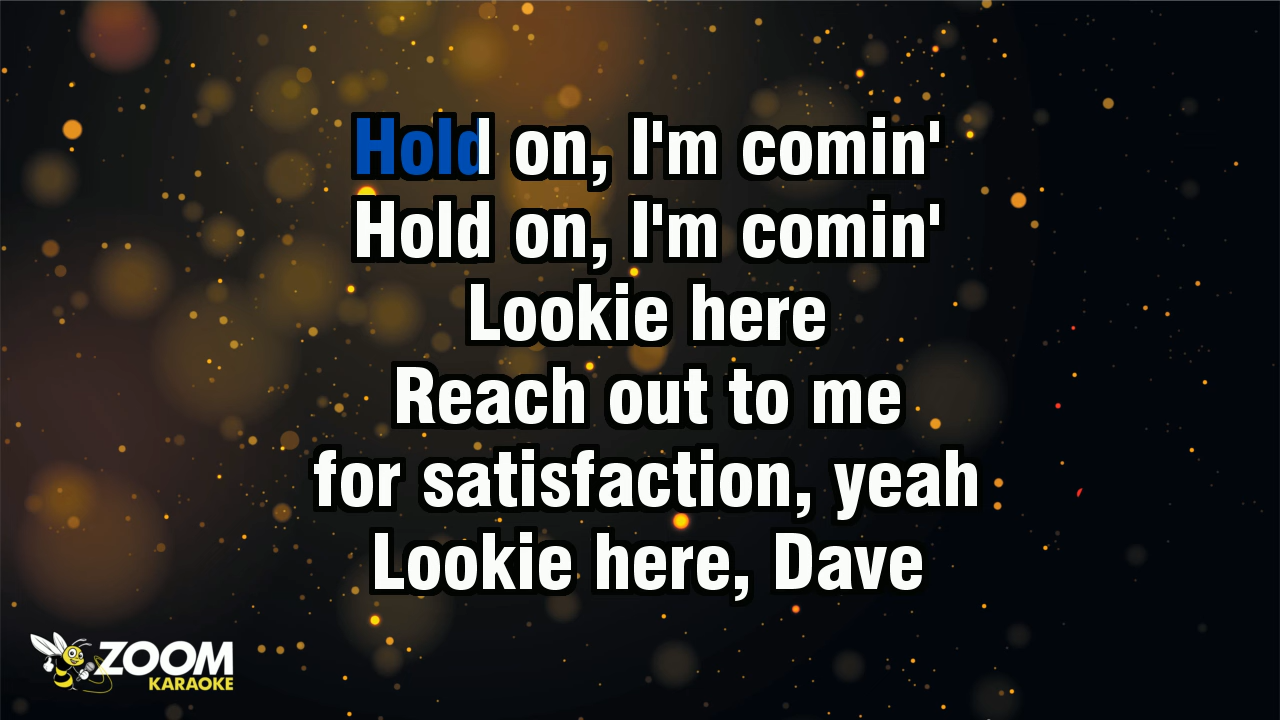 Hold on, I'm comin'
Hold on, I'm comin'
Lookie here
Reach out to me
for satisfaction, yeah
Lookie here, Dave
ZOOM
KARAOKE